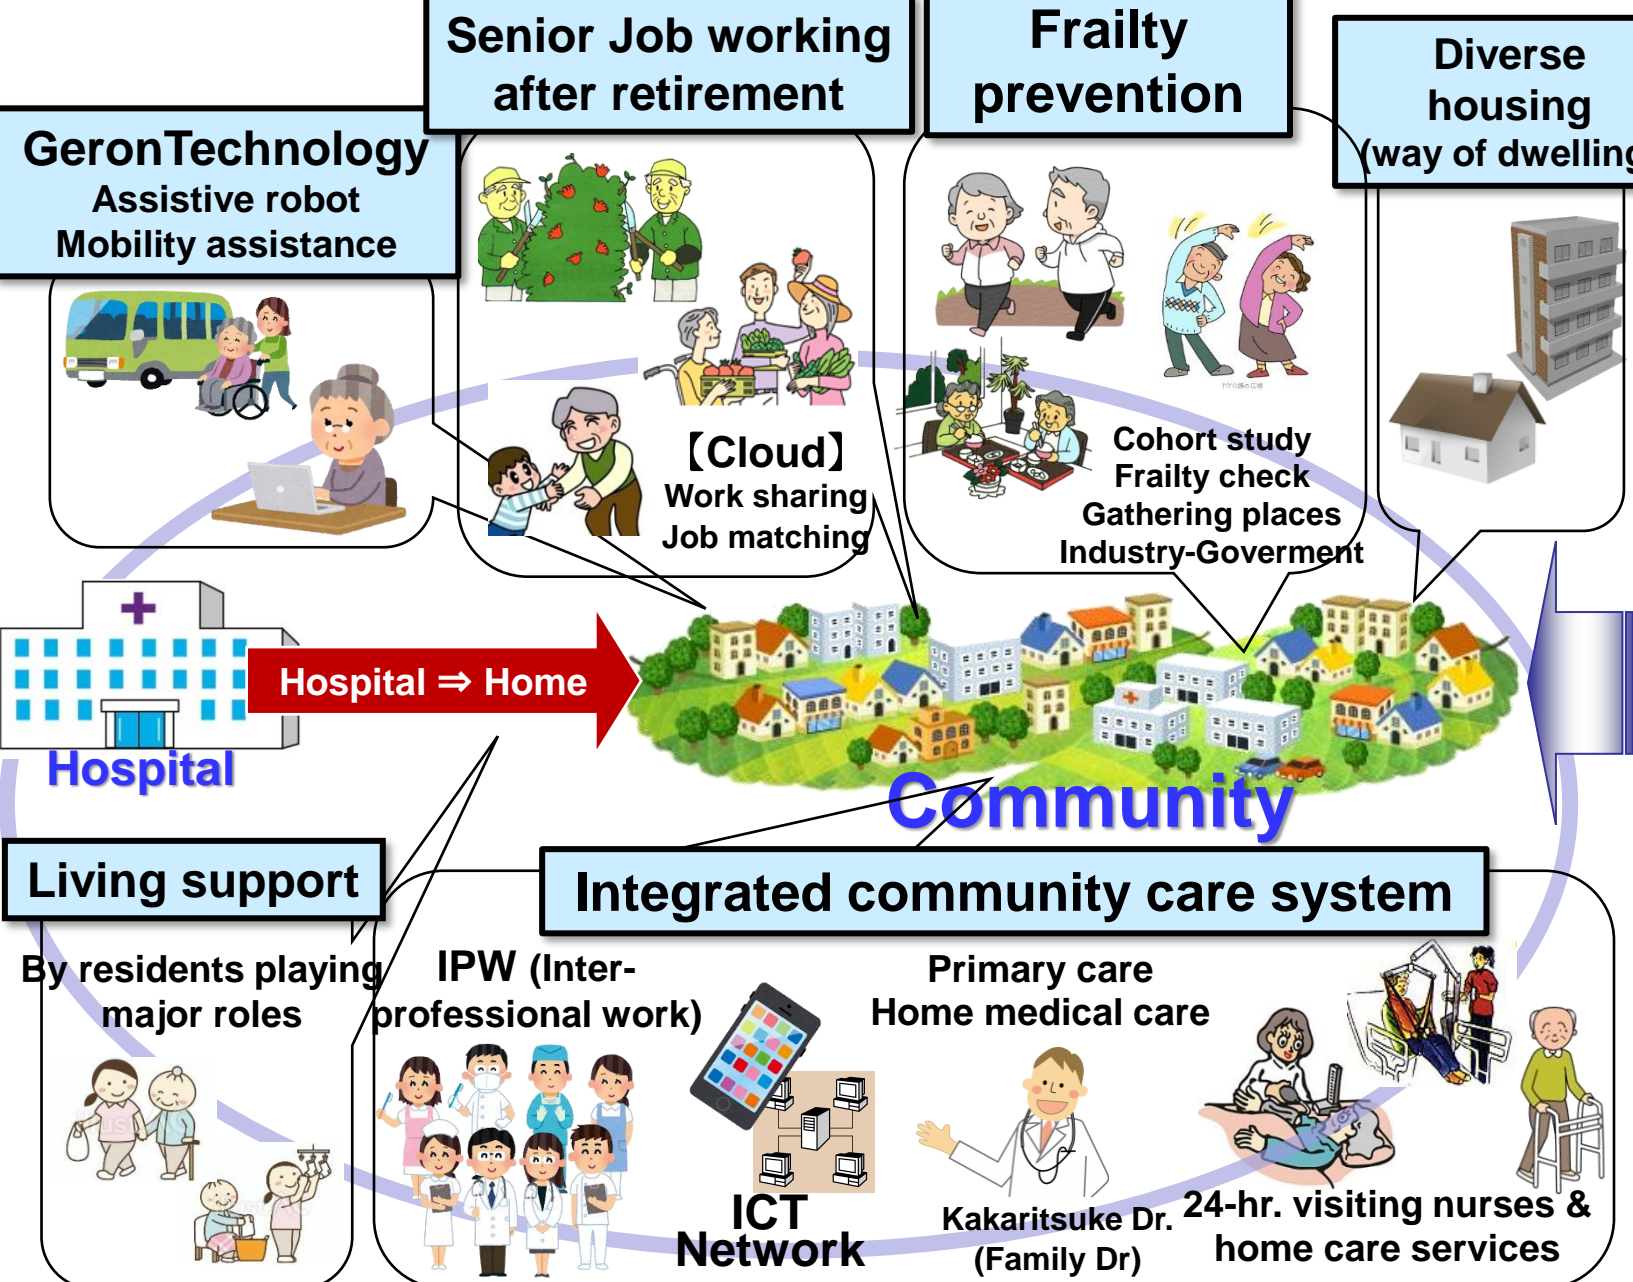 Senior Job working
after retirement
Frailty
prevention
Diverse
housing
(way of dwelling
GeronTechnology
Assistive robot
Mobility assistance
【Cloud】
Work sharing
Job matching
Cohort study
Frailty check
Gathering places
Industry-Goverment
Hospital ⇒ Home
Hospital
Community
Living support
By residents playing
major roles
Integrated community care system
IPW (Inter-
professional work)
ICT
Network
Primary care
Home medical care
Kakaritsuke Dr.
(Family Dr)
24-hr. visiting nurses &
home care services